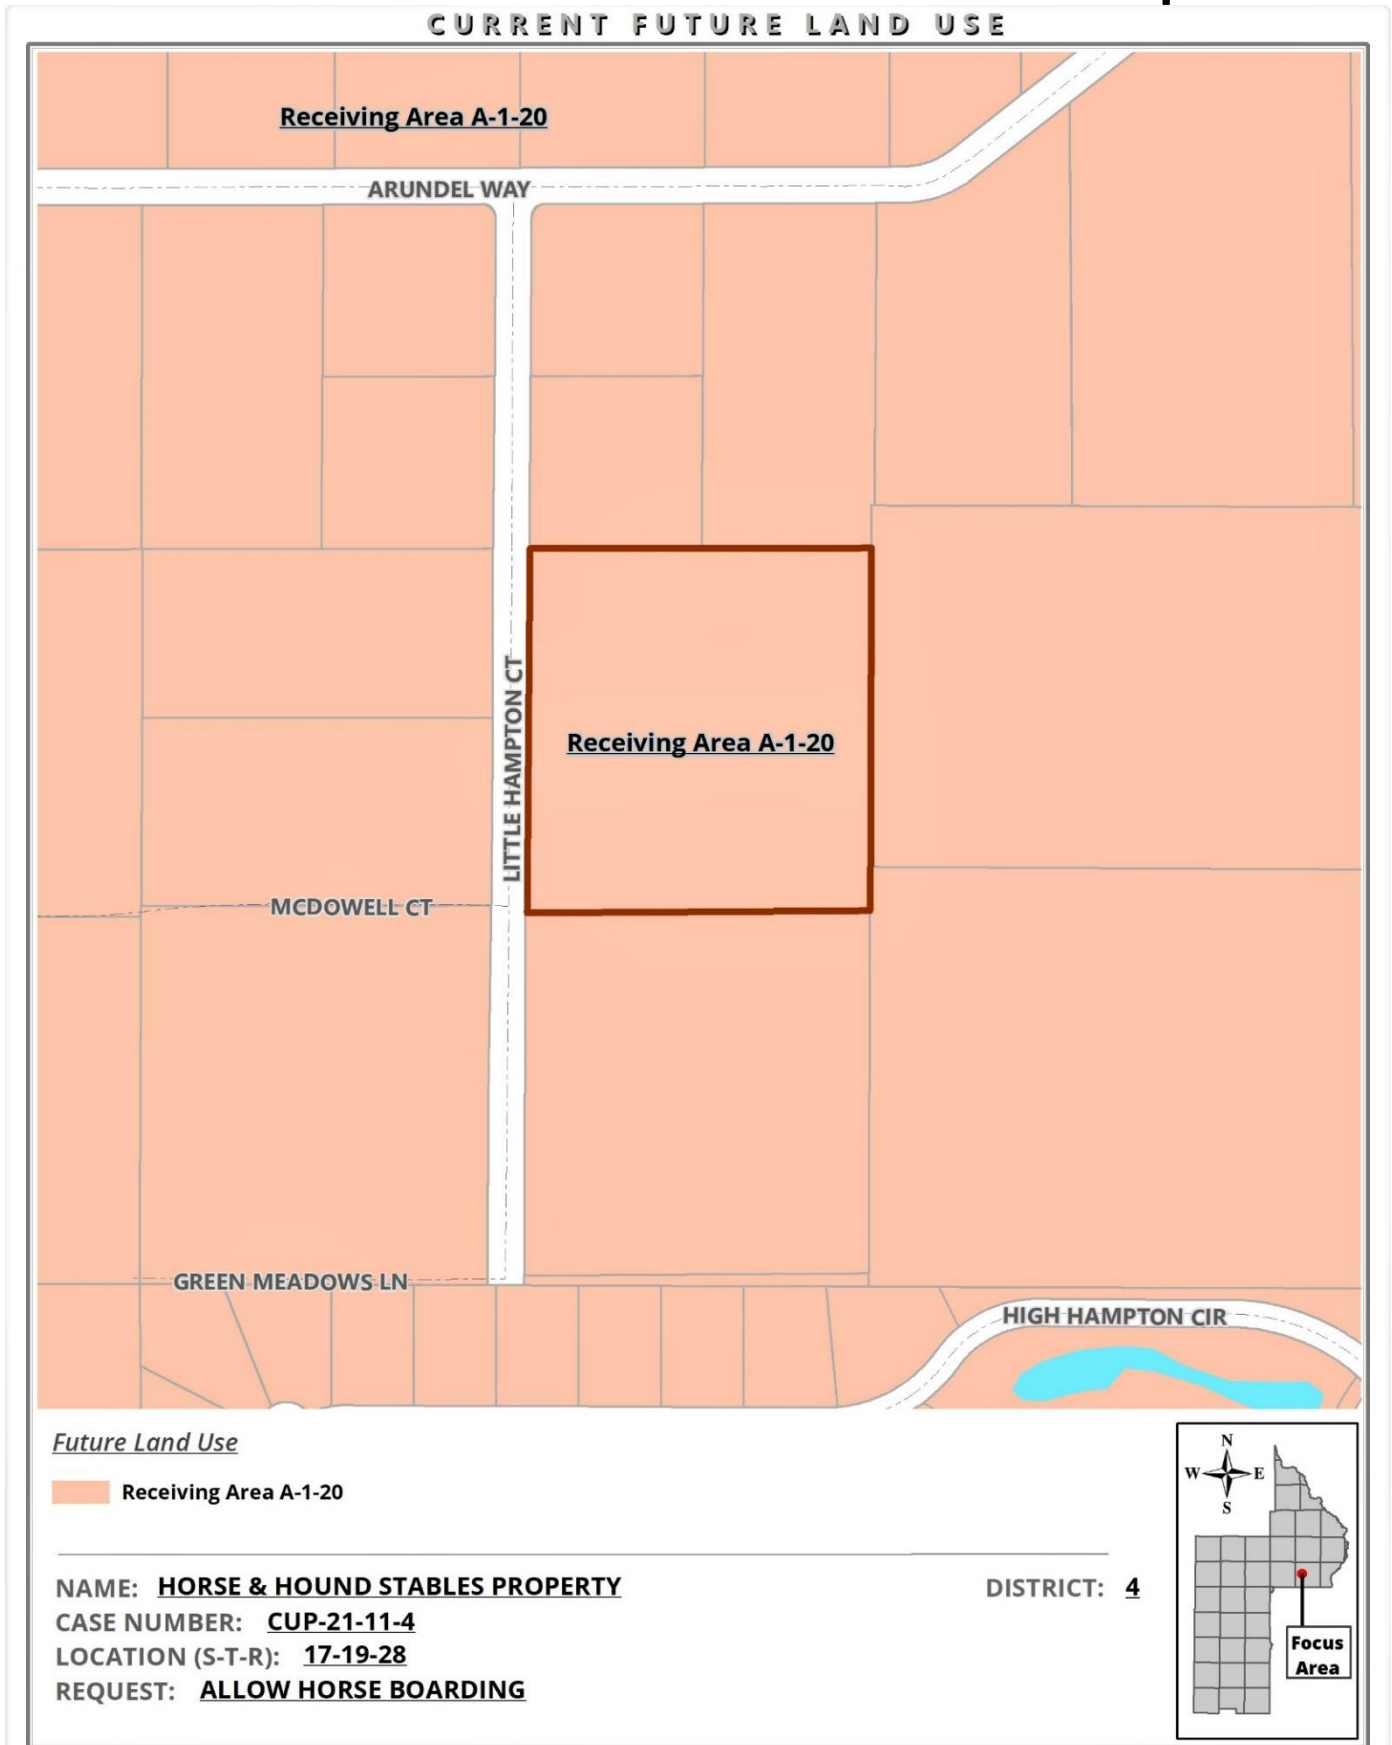 CURRENT FUTURE LAND USE
Receiving Area A-1-20
ARUNDEL WAY
LITTLE HAMPTON CT
Receiving Area A-1-20
MCDOWELL CT
GREEN MEADOWS LN
HIGH HAMPTON CIR
Future Land Use
Receiving Area A-1-20
N
W E
S
Focus
Area
NAME: HORSE & HOUND STABLES PROPERTY DISTRICT: 4
CASE NUMBER: CUP-21-11-4
LOCATION (S-T-R): 17-19-28
REQUEST: ALLOW HORSE BOARDING